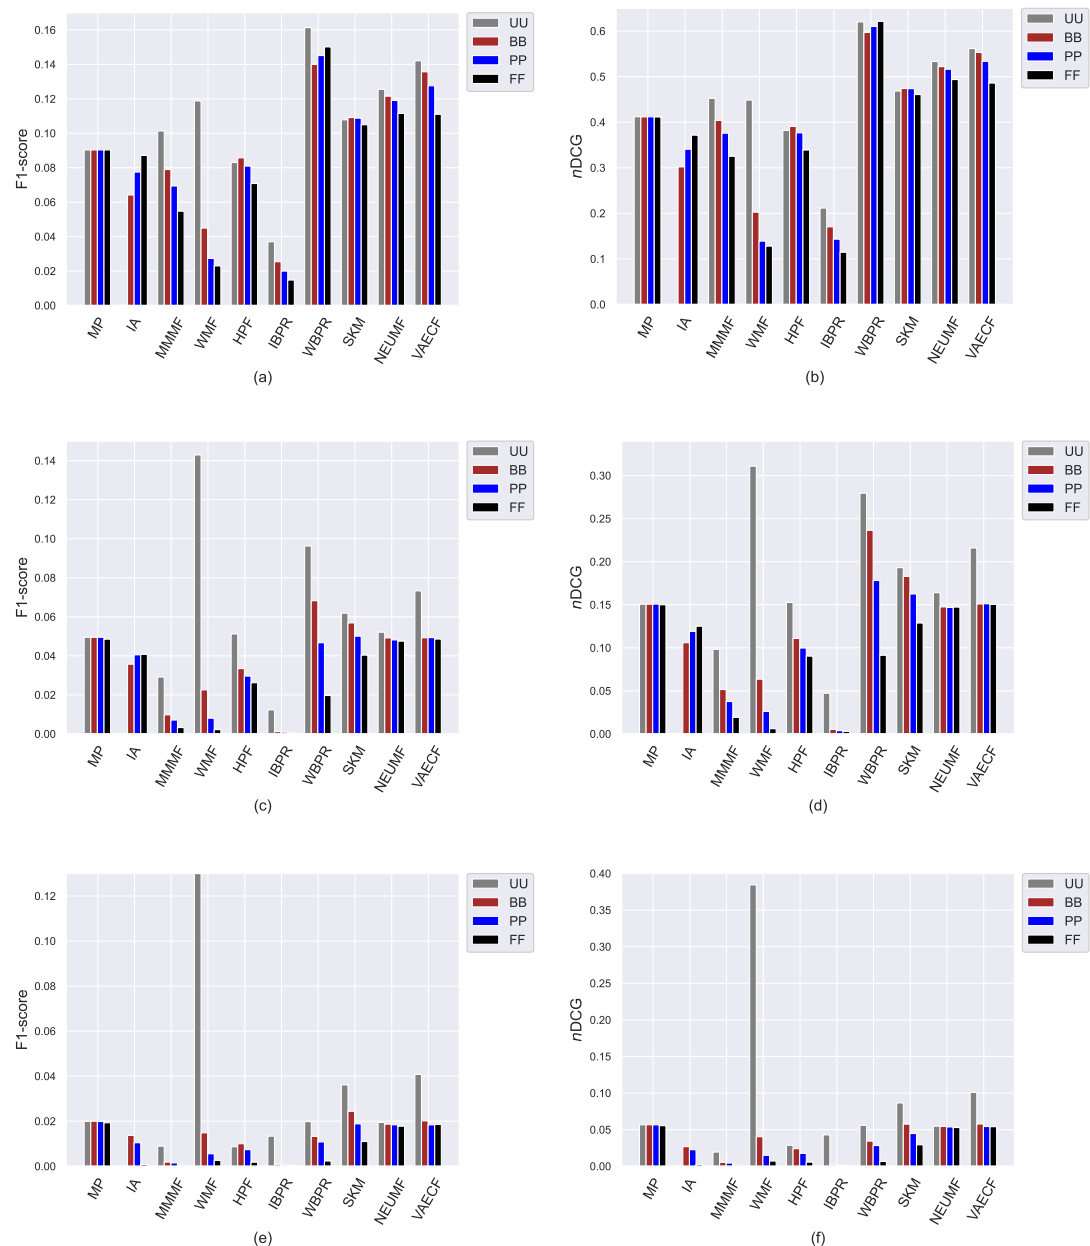 F1-score
0.16
0.14
0.12
0.10
0.08
0.06
0.04
0.02
0.00
MP IA MMMF WMF HPF IBPR WBPR SKM NEUMF VAECF
UU
BB
PP
FF
(a)
nDCG
0.6
0.5
0.4
0.3
0.2
0.1
0.0
MP IA MMMF WMF HPF IBPR WBPR SKM NEUMF VAECF
UU
BB
PP
FF
(b)
F1-score
0.14
0.12
0.10
0.08
0.06
0.04
0.02
0.00
MP IA MMMF WMF HPF IBPR WBPR SKM NEUMF VAECF
UU
BB
PP
FF
(c)
nDCG
0.30
0.25
0.20
0.15
0.10
0.05
0.00
MP IA MMMF WMF HPF IBPR WBPR SKM NEUMF VAECF
UU
BB
PP
FF
(d)
F1-score
0.12
0.10
0.08
0.06
0.04
0.02
0.00
MP IA MMMF WMF HPF IBPR WBPR SKM NEUMF VAECF
UU
BB
PP
FF
(e)
nDCG
0.40
0.35
0.30
0.25
0.20
0.15
0.10
0.05
0.00
MP IA MMMF WMF HPF IBPR WBPR SKM NEUMF VAECF
UU
BB
PP
FF
(f)